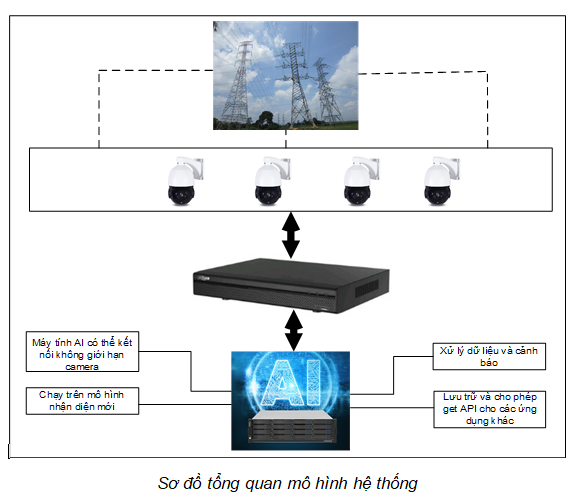 AI
Máy tính AI có thể kết
nối không giới hạn
camera
Xử lý dữ liệu và cảnh
báo
Chạy trên mô hình
nhận diện mới
Lưu trữ và cho phép
get API cho các ứng
dụng khác
Sơ đồ tổng quan mô hình hệ thống